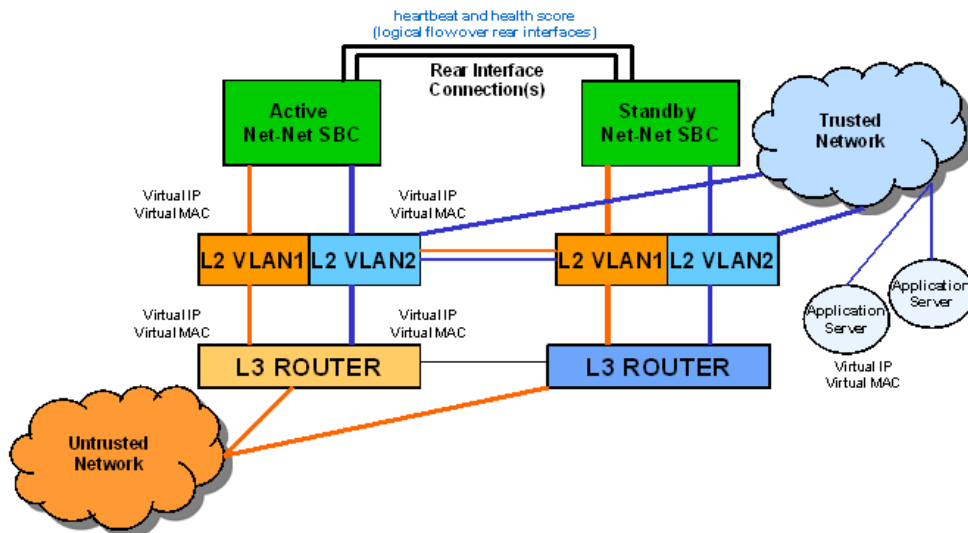 heartbeat and health score
(logical flow over rear interfaces)
Rear Interface
Connection(s)
Active
Net-Net SBC
Standby
Net-Net SBC
Trusted
Network
Virtual IP
Virtual MAC
Virtual IP
Virtual MAC
L2 VLAN1
L2 VLAN2
L2 VLAN1
L2 VLAN2
Application
Server
Application
Server
Virtual IP
Virtual MAC
Virtual IP
Virtual MAC
L3 ROUTER
L3 ROUTER
Virtual IP
Virtual MAC
Untrusted
Network